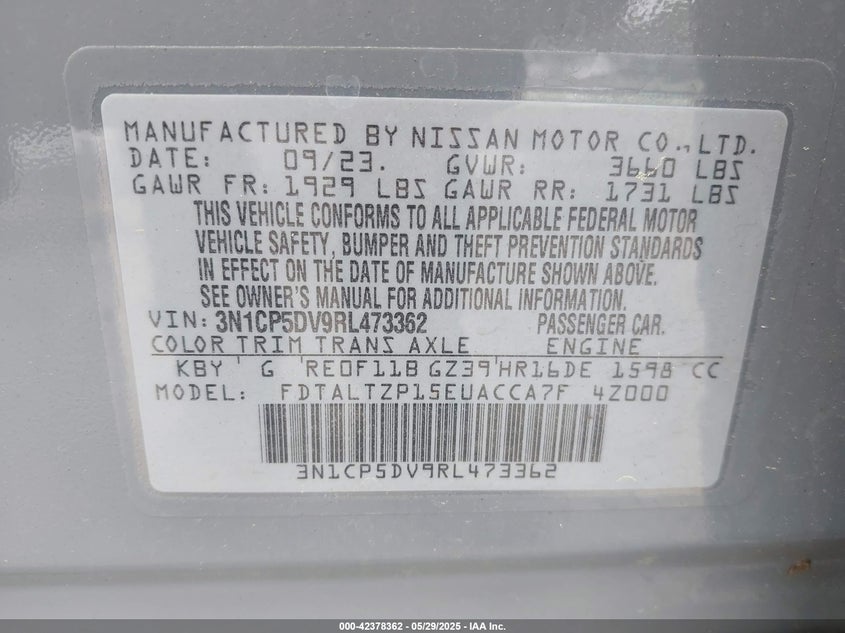 MANUFACTURED BY NISSAN MOTOR CO.,LTD.
DATE: 09/23. GVWR: 3660 LBS
GAWR FR: 1929 LBS GAWR RR: 1731 LBS
THIS VEHICLE CONFORMS TO ALL APPLICABLE FEDERAL MOTOR
VEHICLE SAFETY, BUMPER AND THEFT PREVENTION STANDARDS
IN EFFECT ON THE DATE OF MANUFACTURE SHOWN ABOVE.
SEE OWNER'S MANUAL FOR ADDITIONAL INFORMATION.
VIN: 3N1CP5DV9RL473362 PASSENGER CAR.
COLOR TRIM TRANS AXLE ENGINE
KBY G RE0F11B GZ39 HR16DE 1598 CC
MODEL: FDTALTZP15EUACCA7F 4Z000
3N1CP5DV9RL473362
000-42378362 • 05/29/2025 • IAA Inc.